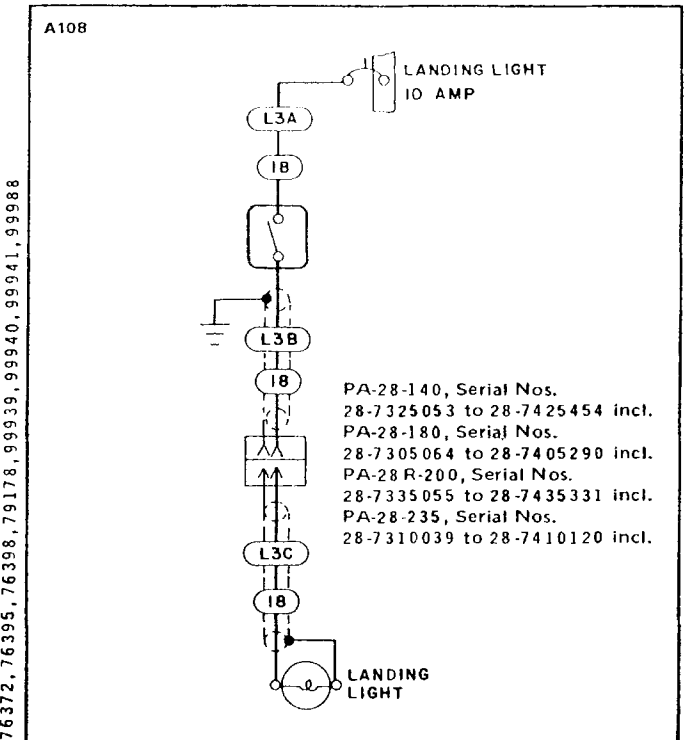 A108
LANDING LIGHT
10 AMP
L3A
18
L3B
18
PA-28-140, Serial Nos.
28-7325053 to 28-7425454 incl.
PA-28-180, Serial Nos.
28-7305064 to 28-7405290 incl.
PA-28R-200, Serial Nos.
28-7335055 to 28-7435331 incl.
PA-28-235, Serial Nos.
28-7310039 to 28-7410120 incl.
L3C
18
LANDING
LIGHT
76372, 76395, 76398, 79178, 99939, 99940, 99941, 99988